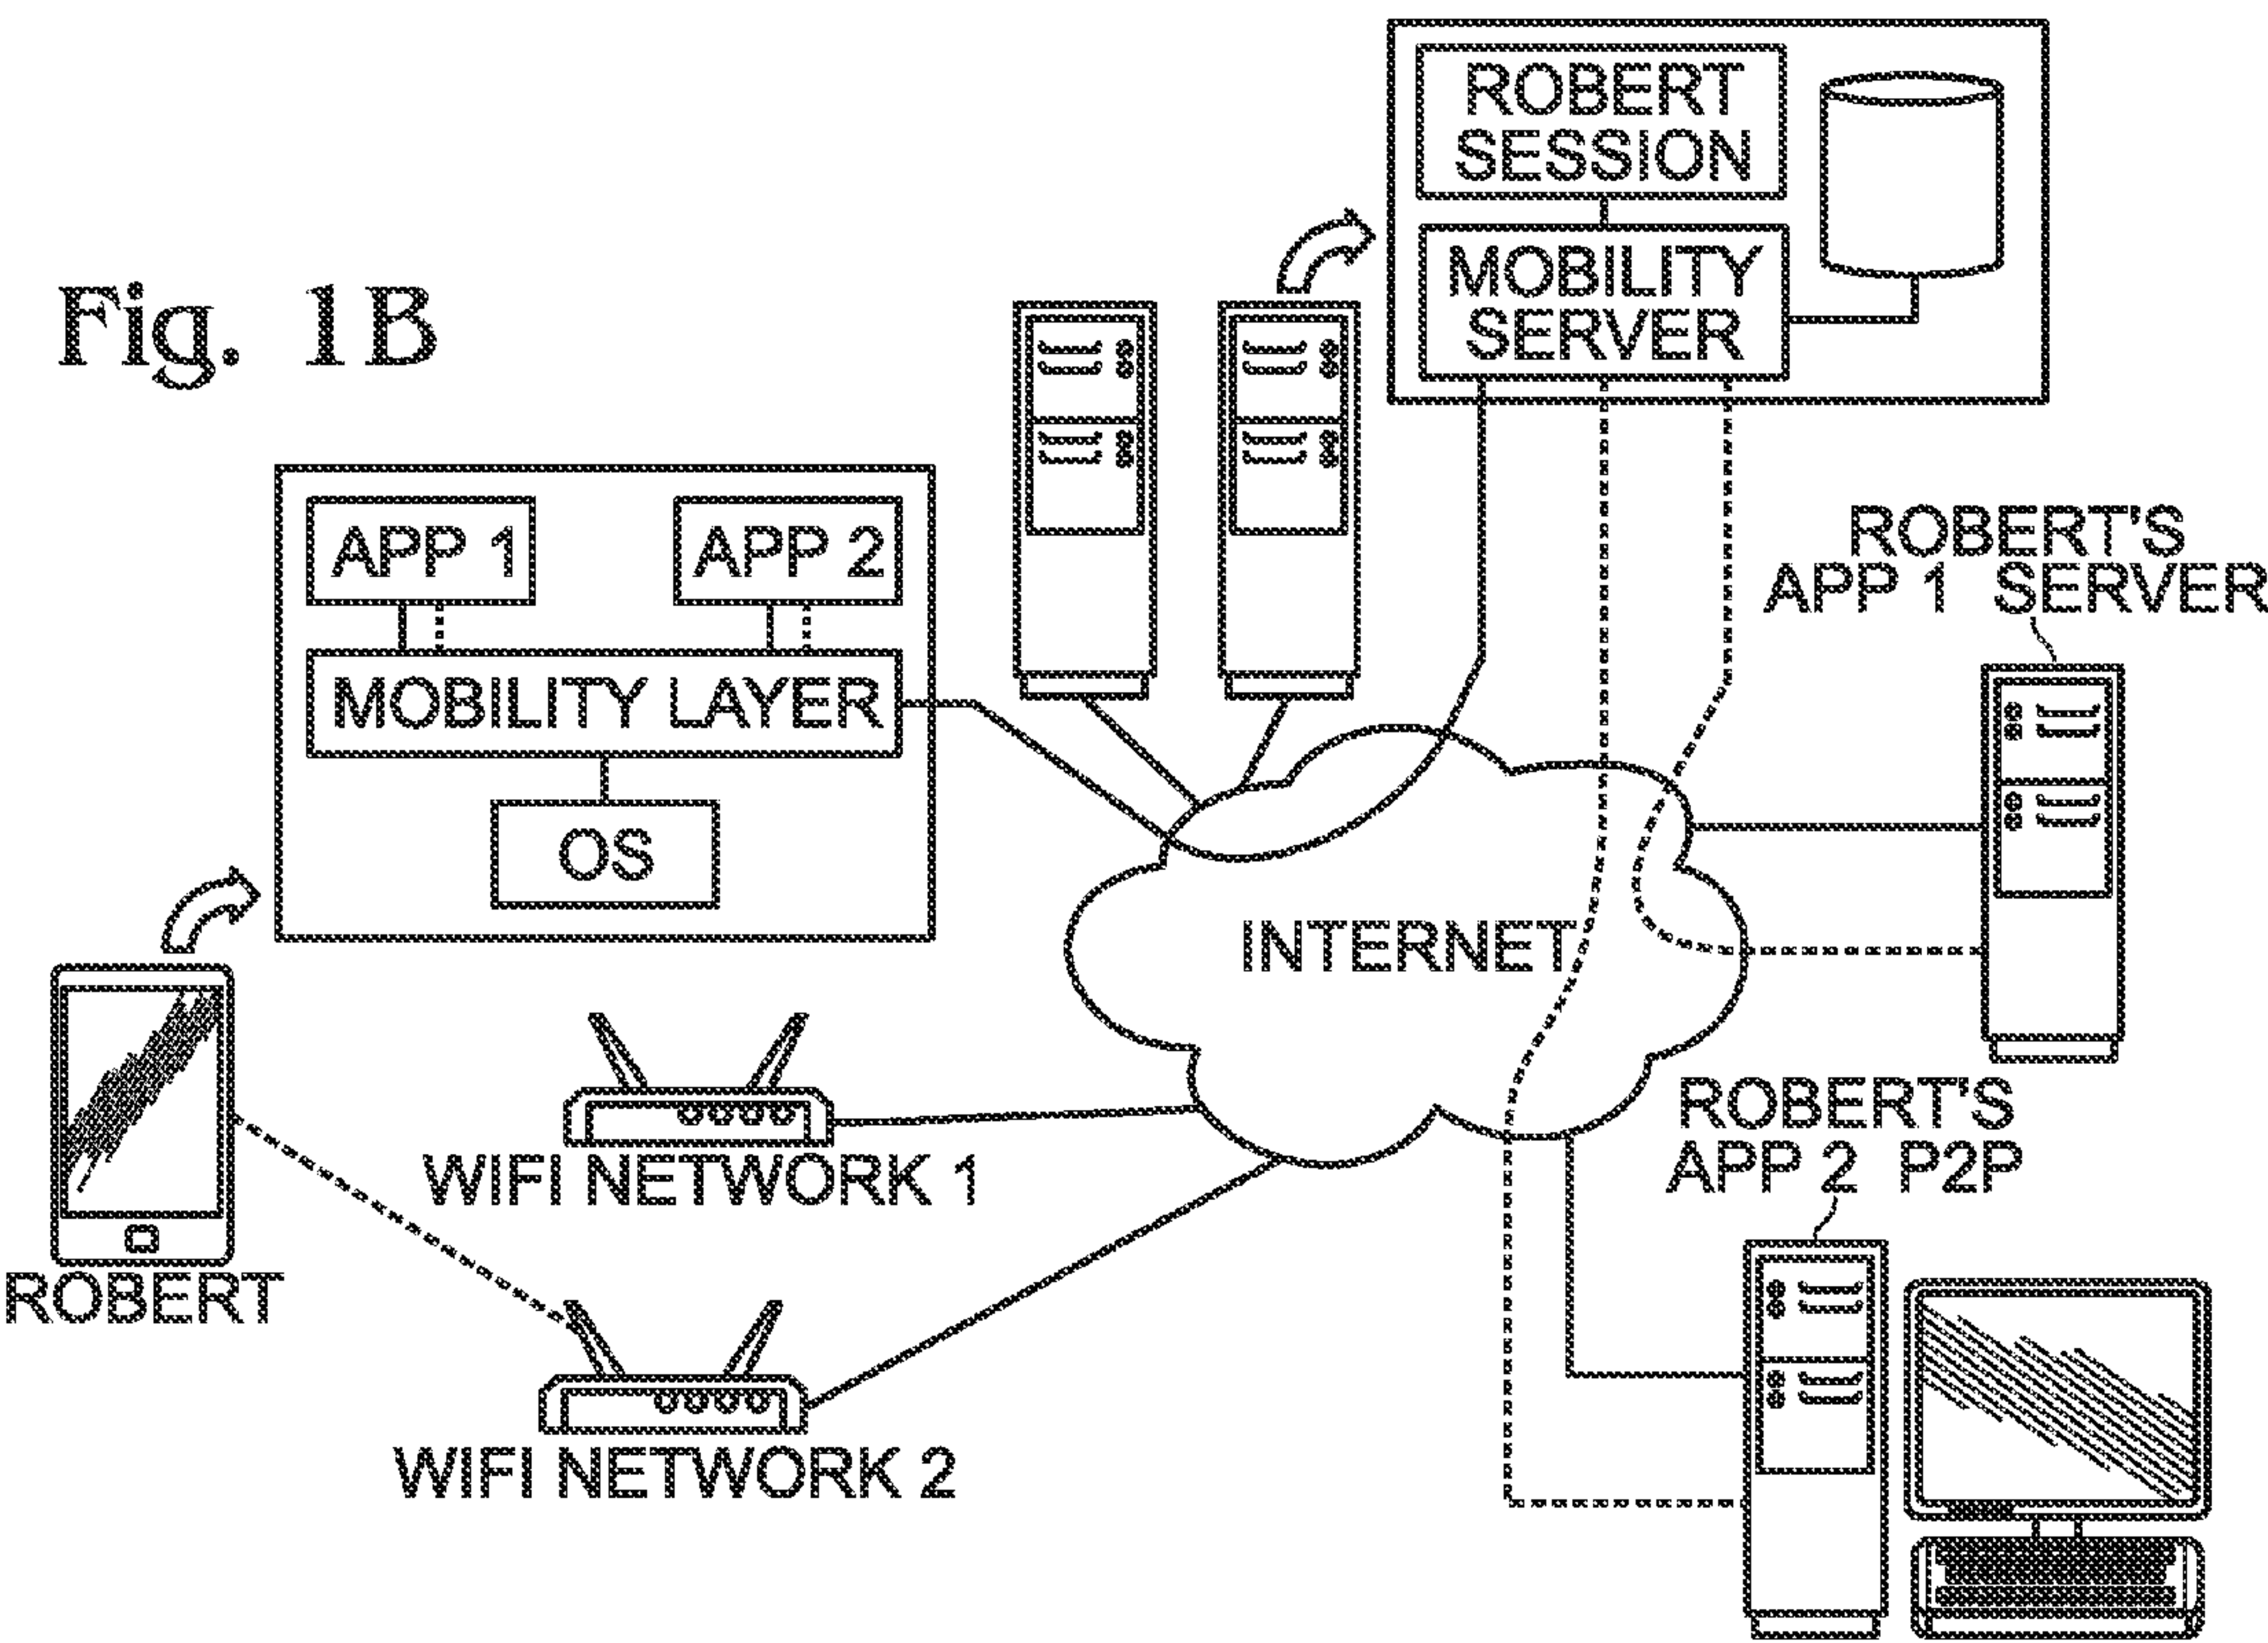 Fig. 1B
ROBERT
SESSION
MOBILITY
SERVER
APP 1
APP 2
MOBILITY LAYER
OS
ROBERT'S
APP 1 SERVER
INTERNET
ROBERT
WIFI NETWORK 1
WIFI NETWORK 2
ROBERT'S
APP 2 P2P